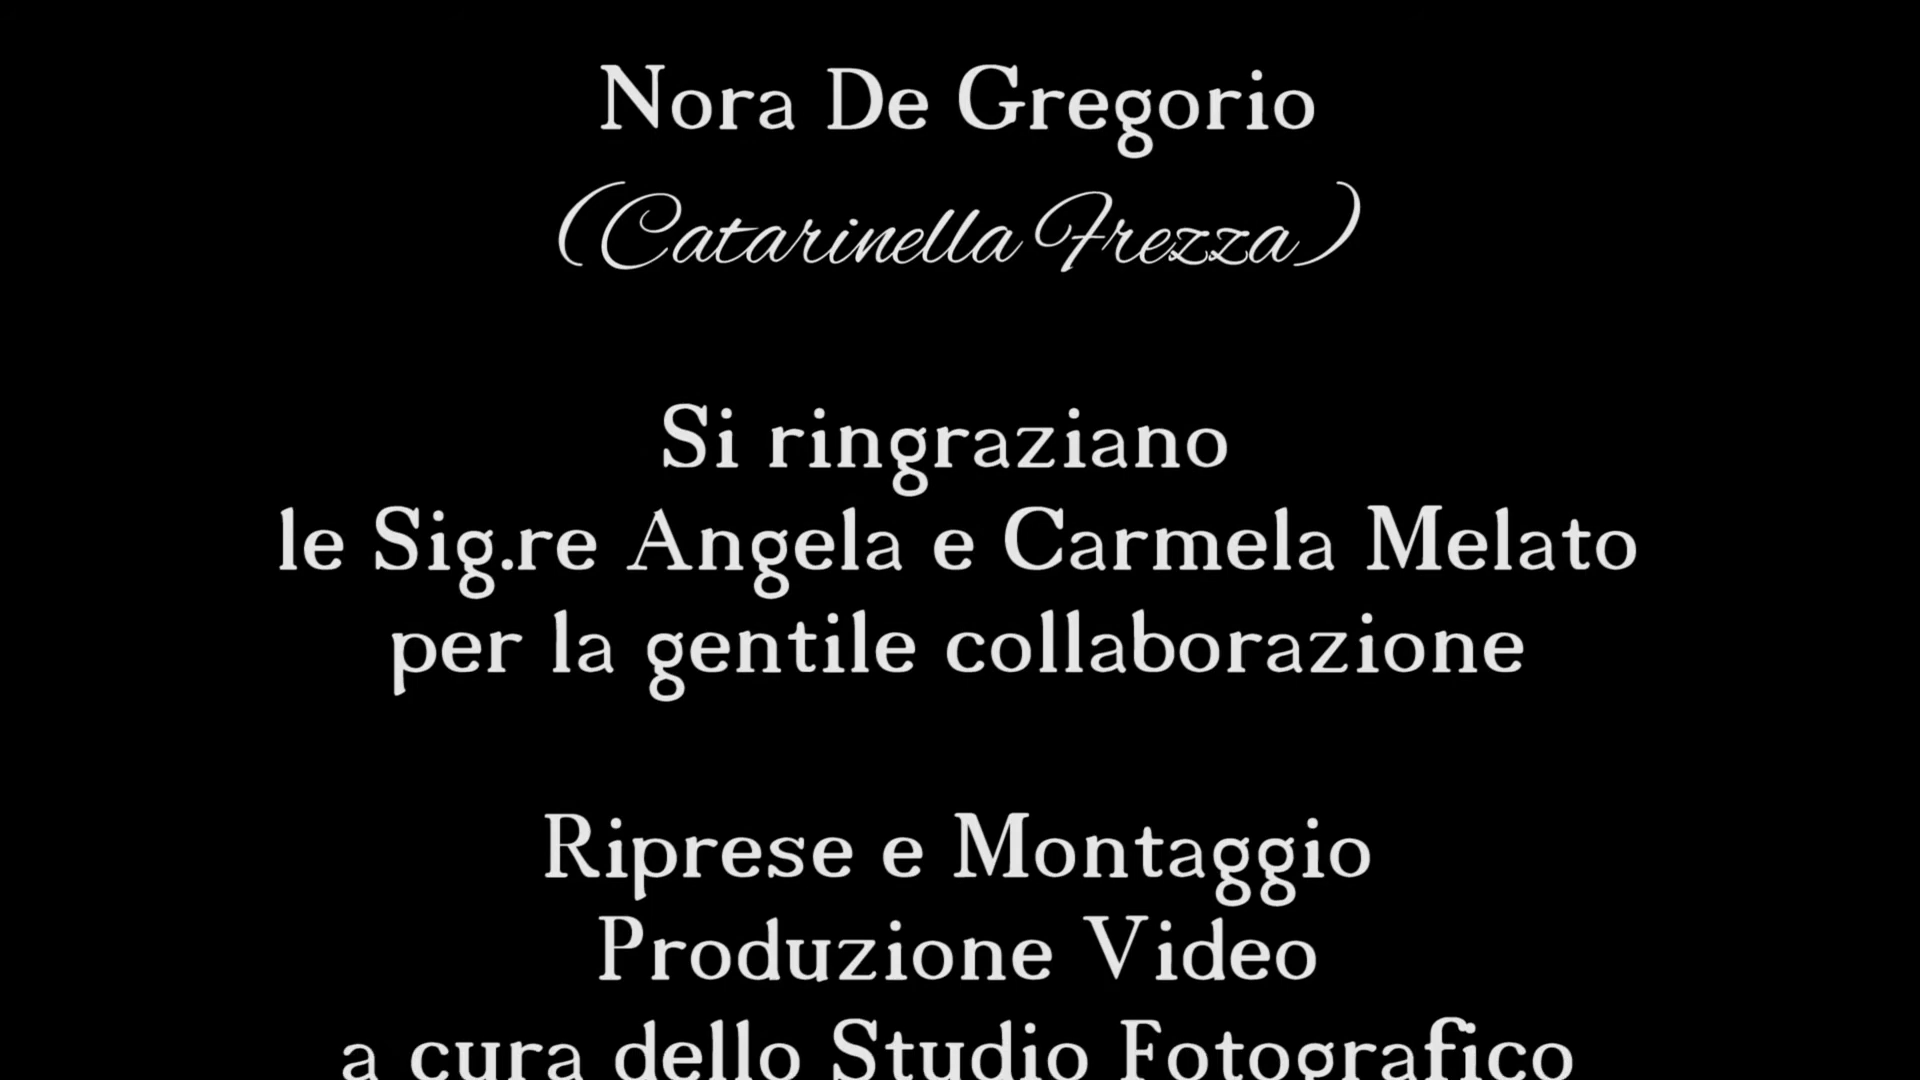 Nora De Gregorio
(Catarinella Frezza)
Si ringraziano
le Sig.re Angela e Carmela Melato
per la gentile collaborazione
Riprese e Montaggio
Produzione Video
a cura dello Studio Fotografico